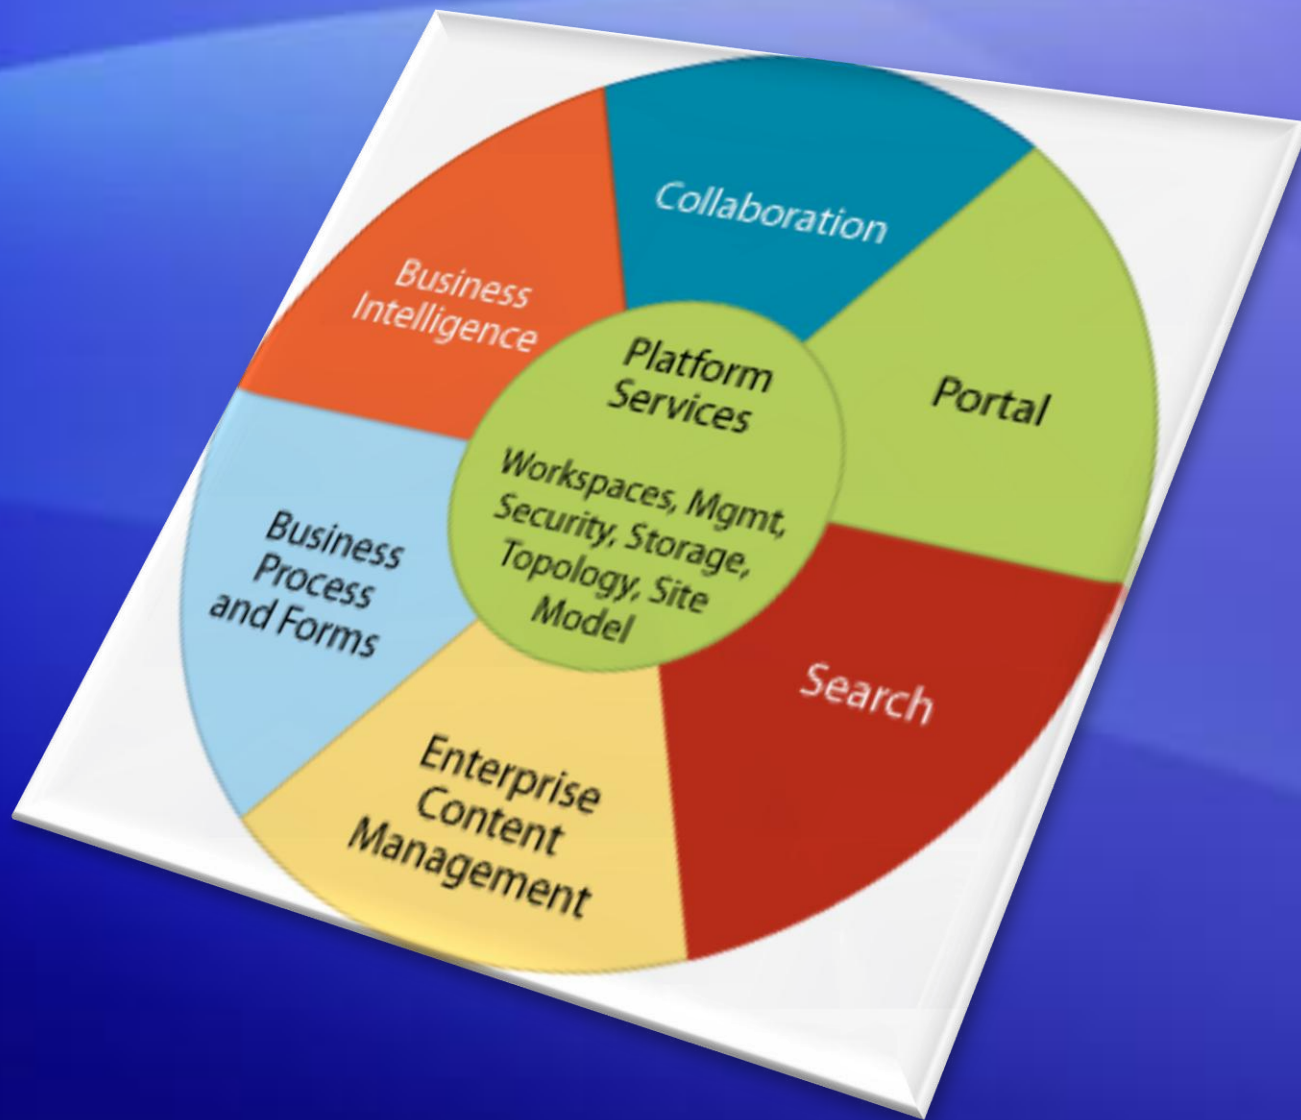 Collaboration
Portal
Search
Enterprise
Content
Management
Business
Process
and Forms
Business
Intelligence
Platform
Services
Workspaces, Mgmt,
Security, Storage,
Topology, Site
Model